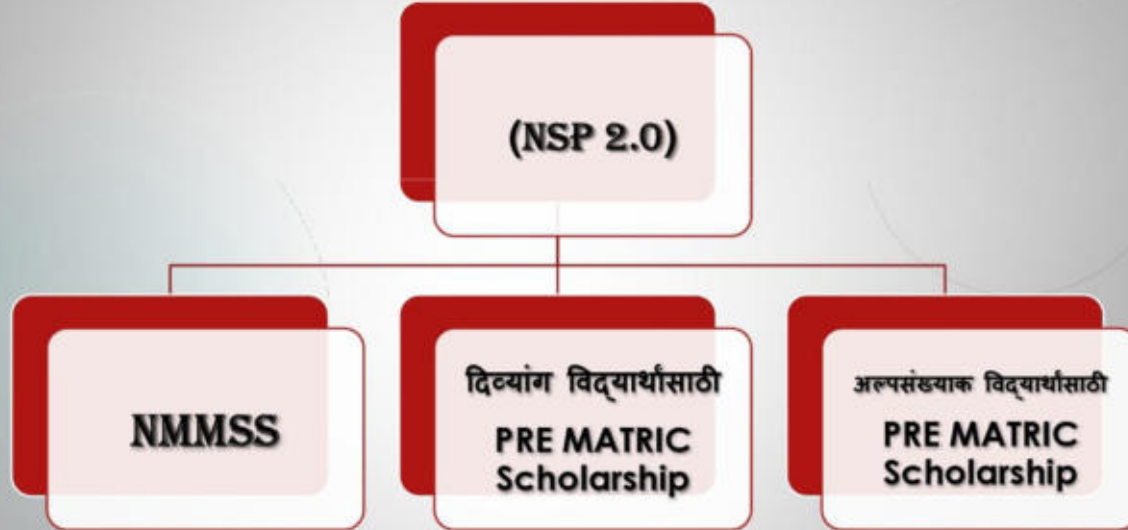 (NSP 2.0)
NMMSS
दिव्यांग विद्यार्थांसाठी
PRE MATRIC
Scholarship
अल्पसंख्याक विद्यार्थांसाठी
PRE MATRIC
Scholarship